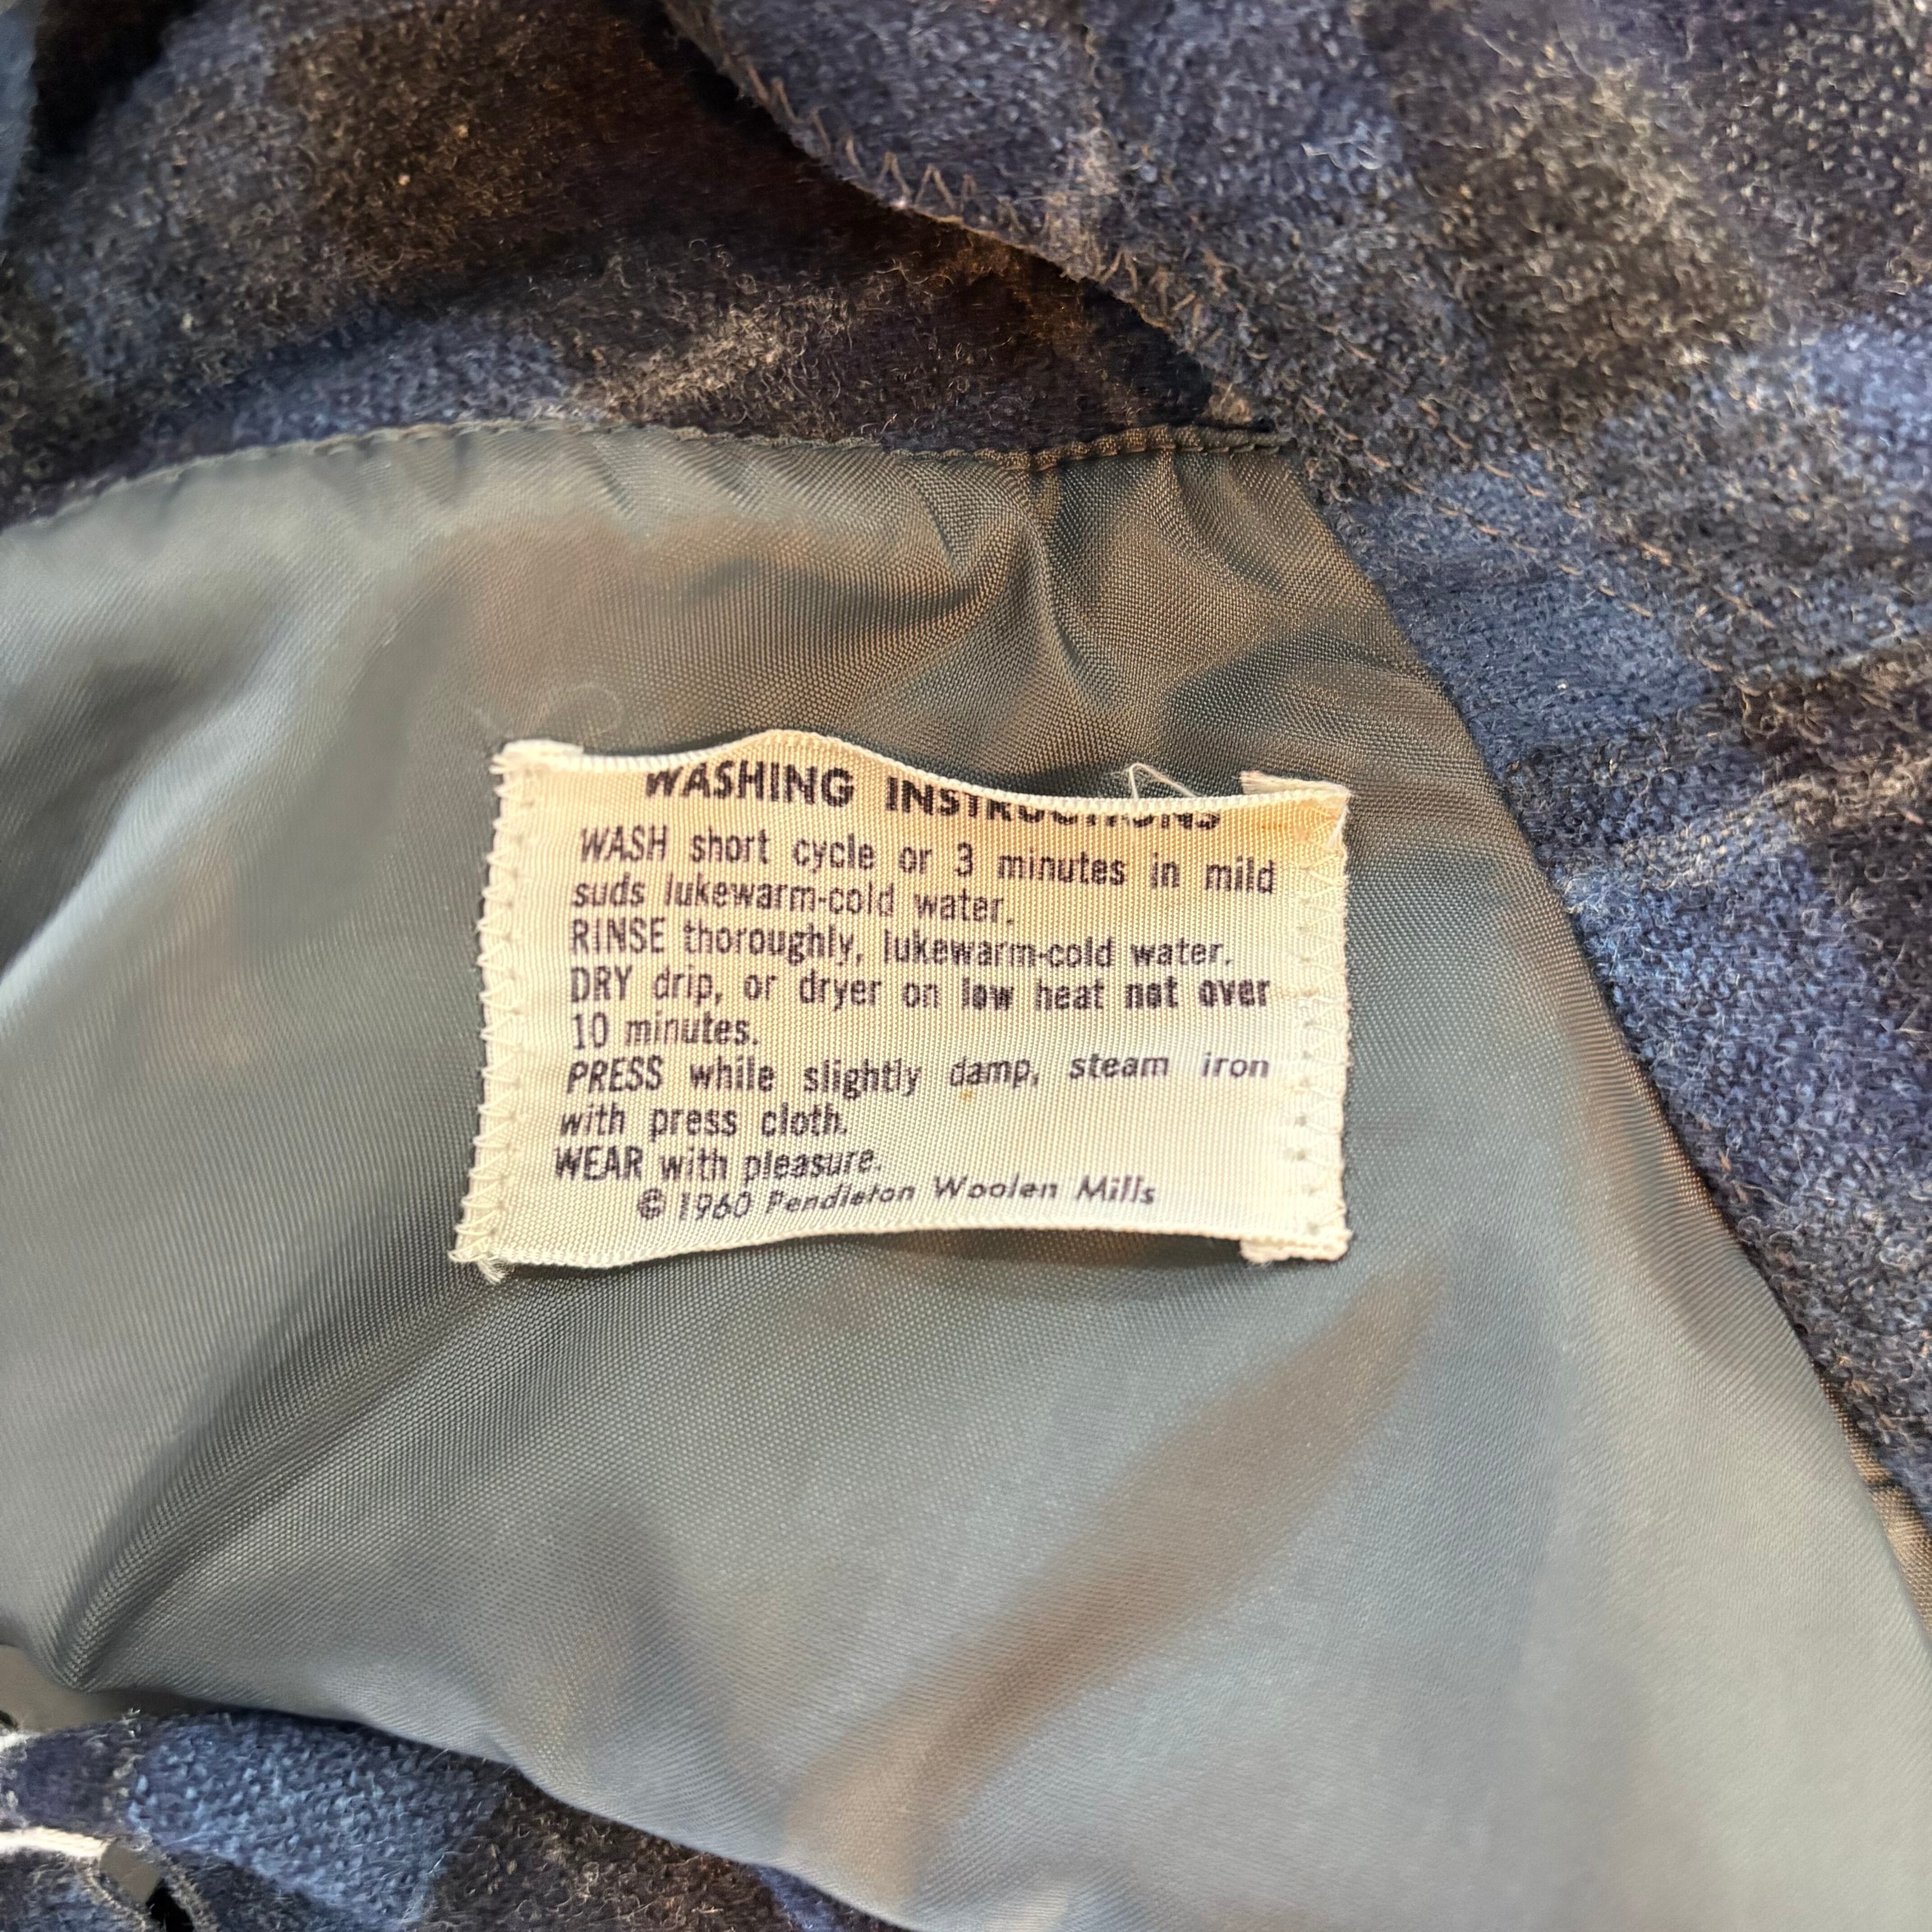 WASHING INSTRUCTIONS
WASH short cycle or 3 minutes in mild
suds lukewarm-cold water.
RINSE thoroughly, lukewarm-cold water.
DRY drip, or dryer on low heat not over
10 minutes.
PRESS while slightly damp, steam iron
with press cloth.
WEAR with pleasure.
© 1960 Pendleton Woolen Mills